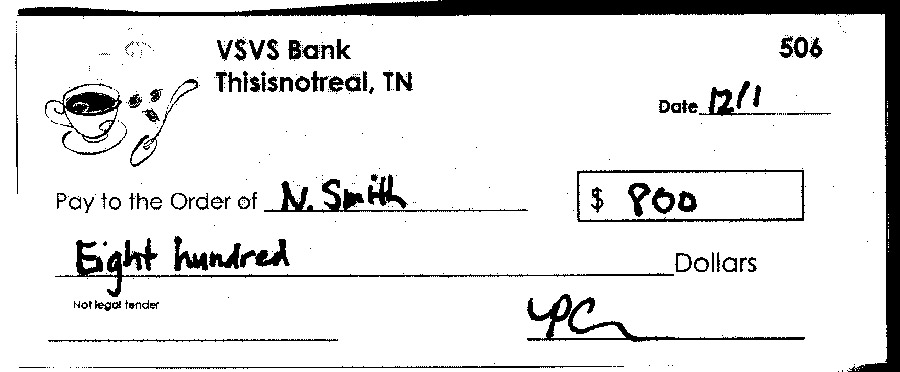 VSVS Bank
506
Thisisnotreal, TN
Date 12/1
Pay to the Order of N. Smith
$ 800
Eight hundred Dollars
Not legal tender